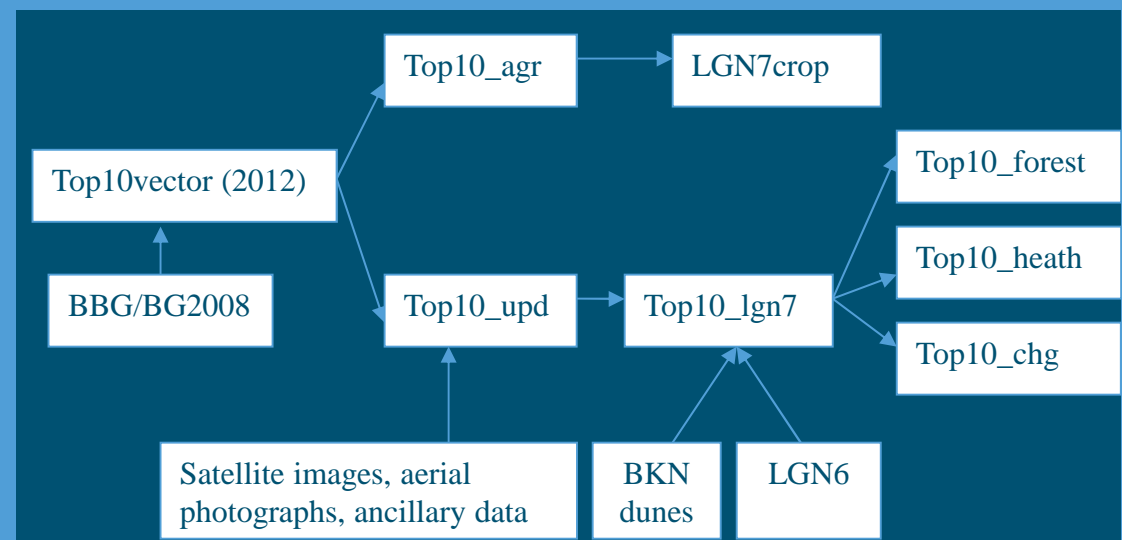 Top10_agr
LGN7crop
Top10_forest
Top10vector (2012)
Top10_heath
BBG/BG2008
Top10_upd
Top10_lgn7
Top10_chg
Satellite images, aerial
photographs, ancillary data
BKN
dunes
LGN6